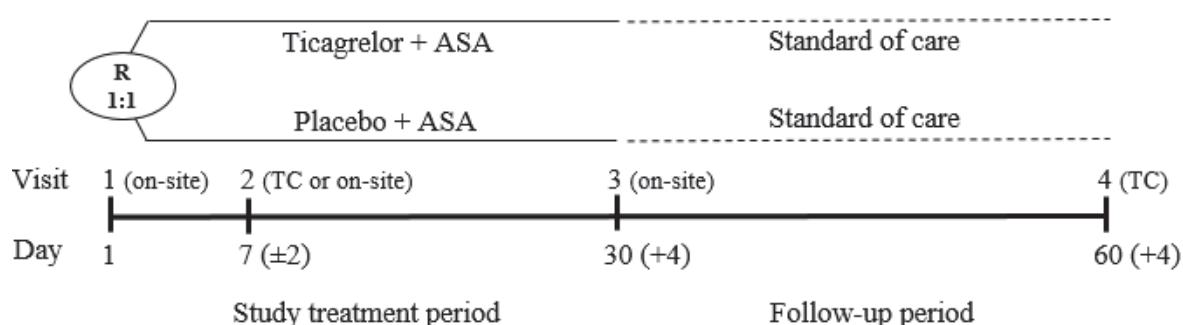 Ticagrelor + ASA Standard of care
R
1:1
Placebo + ASA Standard of care
Visit 1 (on-site) 2 (TC or on-site) 3 (on-site) 4 (TC)
Day 1 7 (±2) 30 (+4) 60 (+4)
Study treatment period Follow-up period